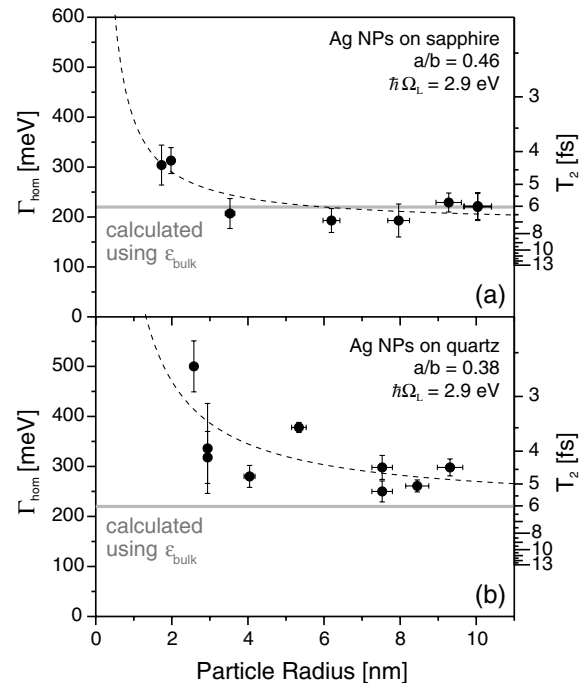 600
500
400
300
200
100
0
Γhom [meV]
Ag NPs on sapphire
a/b = 0.46
ħΩL = 2.9 eV
calculated
using εbulk
(a)
3
4
5
6
8
10
13
T2 [fs]
500
400
300
200
100
0
Γhom [meV]
Ag NPs on quartz
a/b = 0.38
ħΩL = 2.9 eV
calculated
using εbulk
(b)
3
4
5
6
8
10
13
T2 [fs]
0 2 4 6 8 10
Particle Radius [nm]